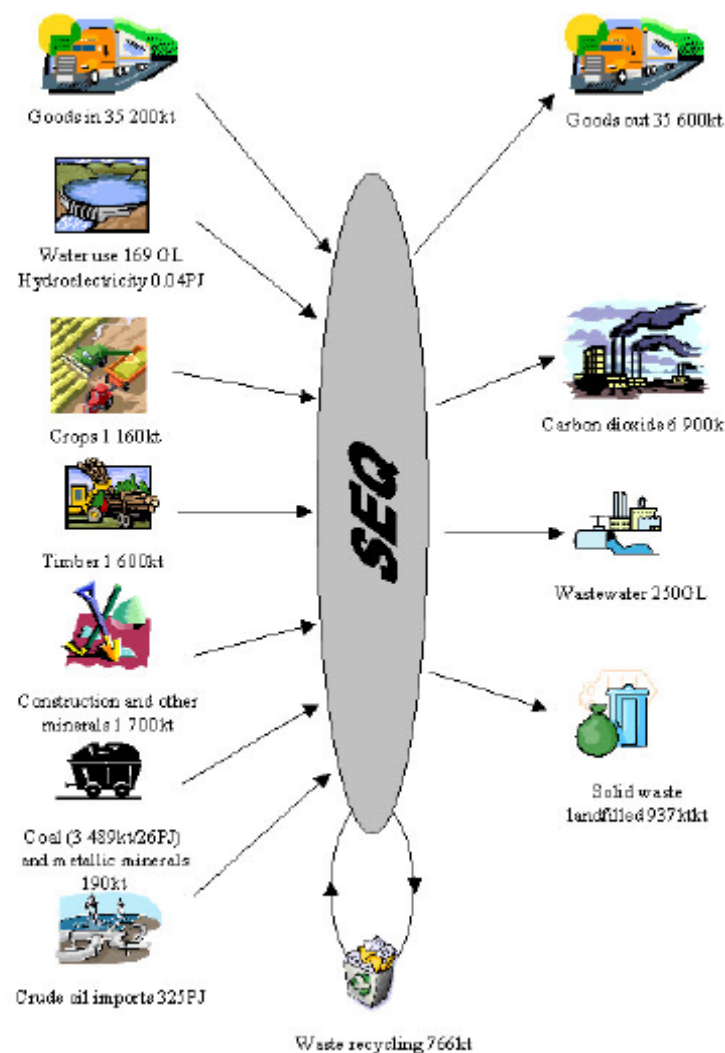 Goods in 35 200kt
Goods out 35 600kt
Water use 169 GL
Hydroelectricity 0.04PJ
Crops 1 160kt
Carbon dioxide 6 900k
SEQ
Timber 1 600kt
Wastewater 250GL
Construction and other
minerals 1 700kt
Solid waste
landfilled 937ktkt
Coal (3 489kt/26PJ)
and metallic minerals
190kt
Crude oil imports 325PJ
Waste recycling 766kt